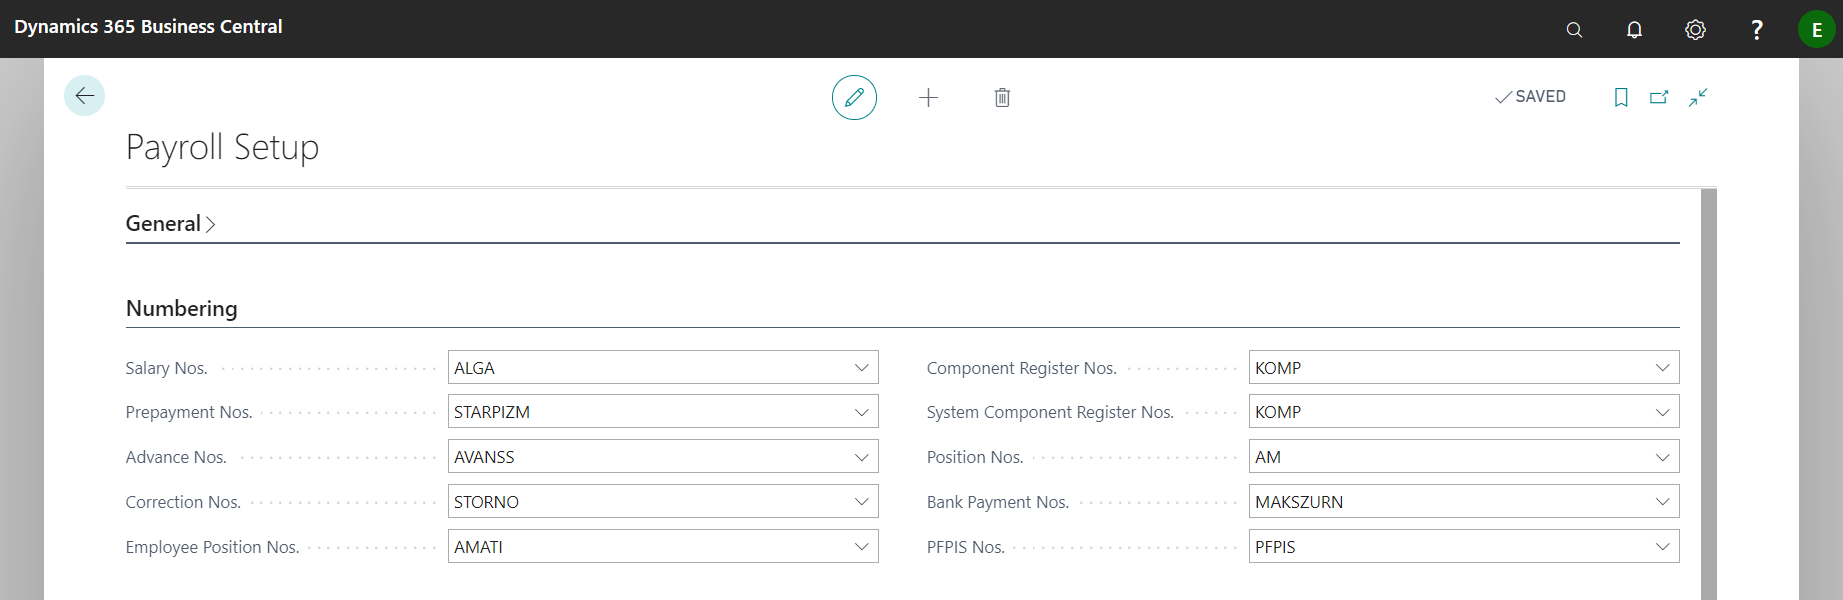 Dynamics 365 Business Central
?
E
SAVED
Payroll Setup
General
Numbering
Salary Nos. ALGA
Prepayment Nos. STARPIZM
Advance Nos. AVANSS
Correction Nos. STORNO
Employee Position Nos. AMATI
Component Register Nos. KOMP
System Component Register Nos. KOMP
Position Nos. AM
Bank Payment Nos. MAKSZURN
PFPIS Nos. PFPIS